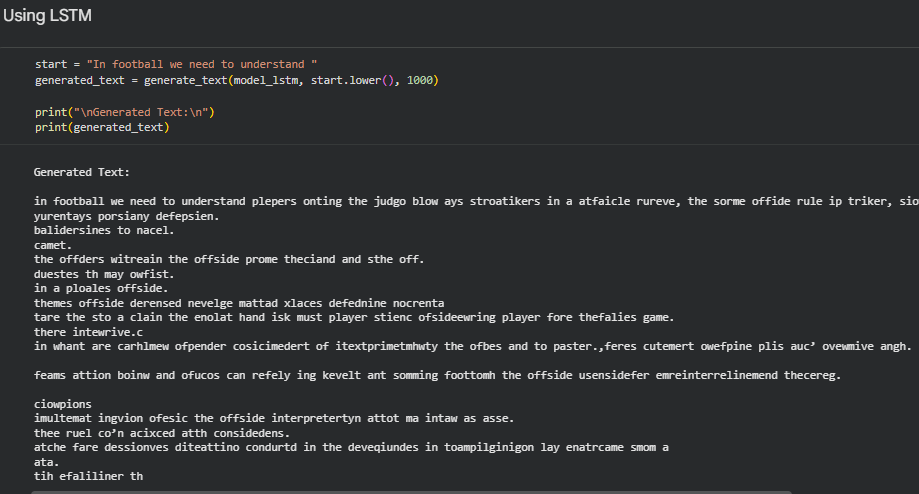 Using LSTM
start = "In football we need to understand "
generated_text = generate_text(model_lstm, start.lower(), 1000)
print("\nGenerated Text:\n")
print(generated_text)
Generated Text:
in football we need to understand plepers onting the judgo blow ays stroatikers in a atfaicle rureve, the sorme offide rule ip triker, sio
yurentays porsiany defepsien.
balidersines to nacel.
camet.
the offders witreain the offside prome theciand and sthe off.
duestes th may owfist.
in a ploales offside.
themes offside derensed nevelge mattad xlaces defednine nocrenta
tare the sto a clain the enolat hand isk must player stienc ofsideewring player fore thefalies game.
there intewrive.c
in whant are carhlmew ofpender cosicimedert of itextprimetmhwty the ofbes and to paster.,feres cutemert owefpine plis auc’ ovewmive angh.
feams attion boinw and ofucos can refely ing kevelt ant somming foottomh the offside usensidefer emreinterrelinemend thecereg.
ciowpions
imultemat ingvion ofesic the offside interpretertyn attot ma intaw as asse.
thee ruel co’n acixced atth considedens.
atche fare dessionves diteattino condurtd in the deveqiundes in toampilginigon lay enatrcame smom a
ata.
tih efaliliner th